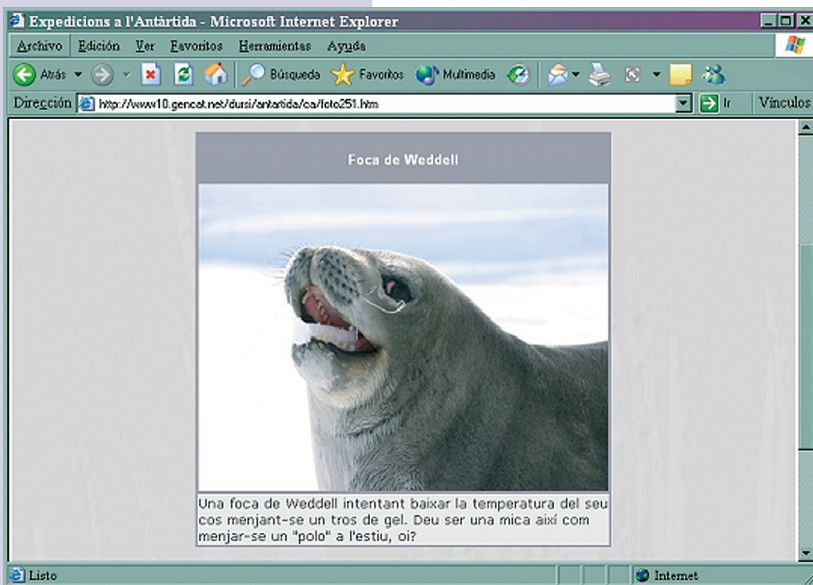 Expedicions a l'Antàrtida - Microsoft Internet Explorer
Archivo Edición Ver Favoritos Herramientas Ayuda
Atrás Búsqueda Favoritos Multimedia
Dirección http://www10.gencat.net/dursi/antartida/ca/foto251.htm Ir Vínculos
Foca de Weddell
Una foca de Weddell intentant baixar la temperatura del seu
cos menjant-se un tros de gel. Deu ser una mica així com
menjar-se un "polo" a l'estiu, oi?
Listo Internet